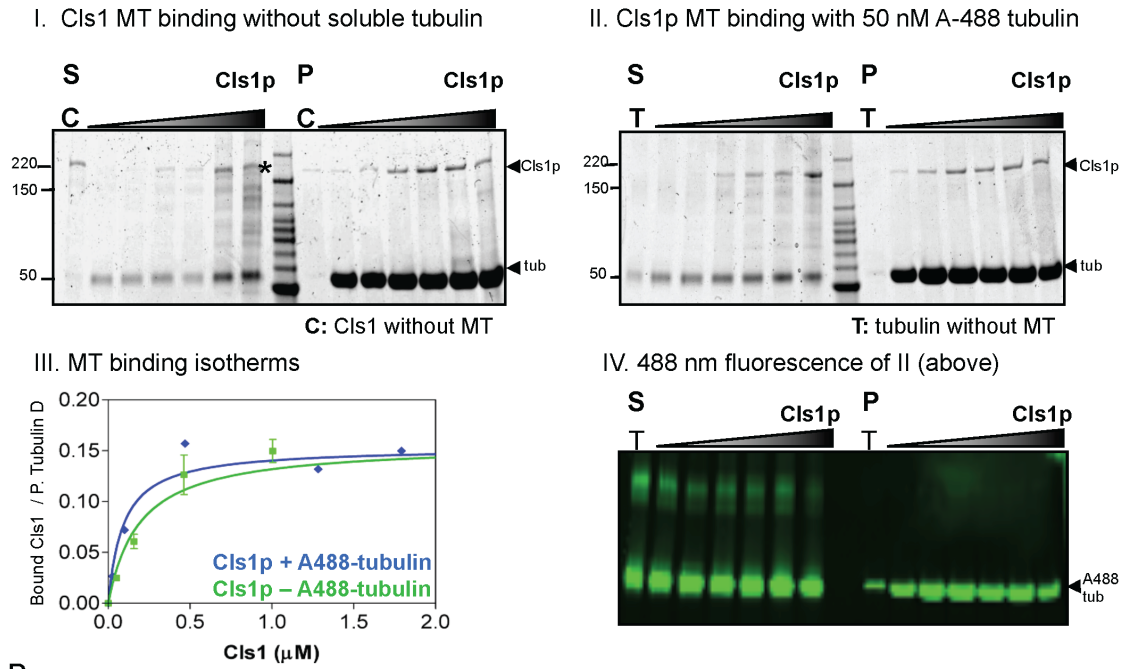 I. Cls1 MT binding without soluble tubulin
S
P
Cls1p
Cls1p
C
C
220
150
50
*
Cls1p
tub
C: Cls1 without MT
II. Cls1p MT binding with 50 nM A-488 tubulin
S
P
Cls1p
Cls1p
T
T
220
150
50
Cls1p
tub
T: tubulin without MT
III. MT binding isotherms
Bound Cls1 / P. Tubulin D
0.20
0.15
0.10
0.05
0.00
0.0 0.5 1.0 1.5 2.0
Cls1p + A488-tubulin
Cls1p – A488-tubulin
Cls1 (μM)
IV. 488 nm fluorescence of II (above)
S
P
Cls1p
Cls1p
T
T
A488
tub